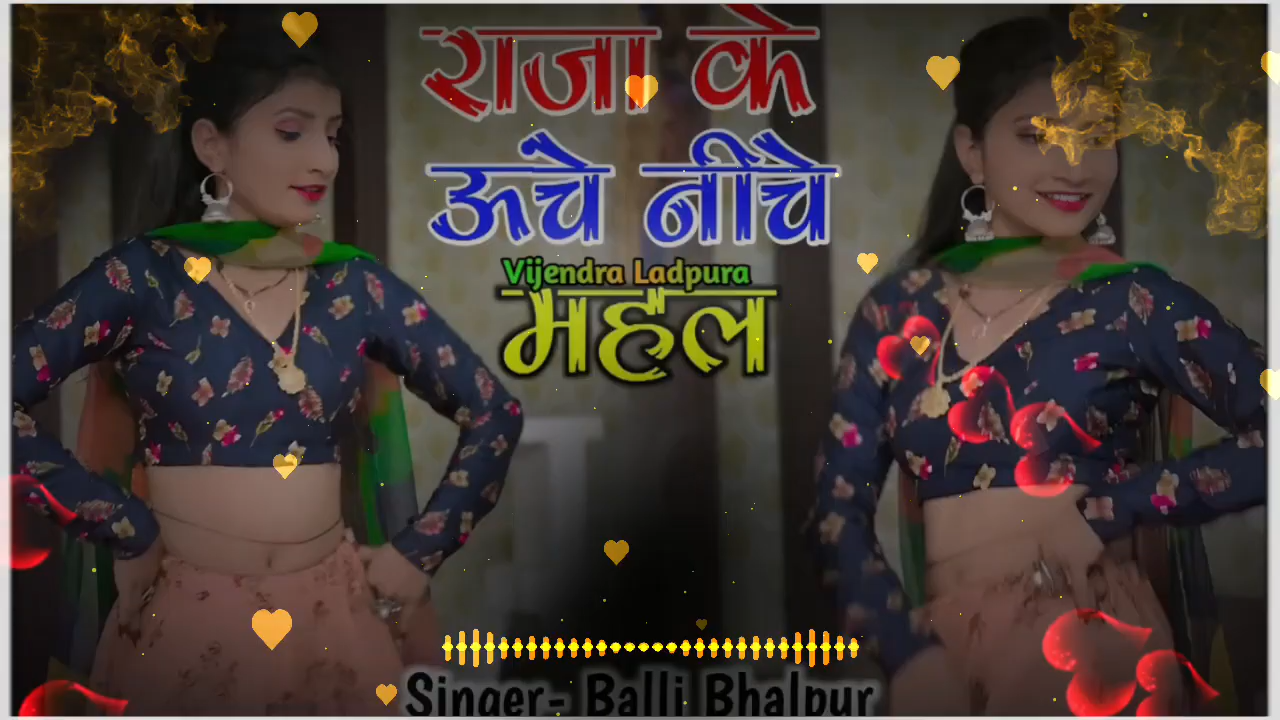 राजा के
ऊचे नीचे
Vijendra Ladpura
महल
Singer- Balli Bhalpur